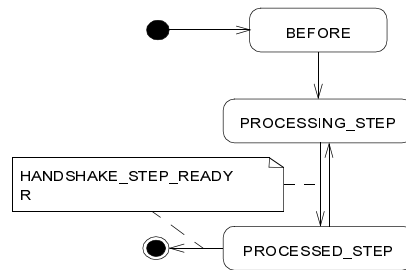 BEFORE
PROCESSING_STEP
HANDSHAKE_STEP_READY
R
PROCESSED_STEP